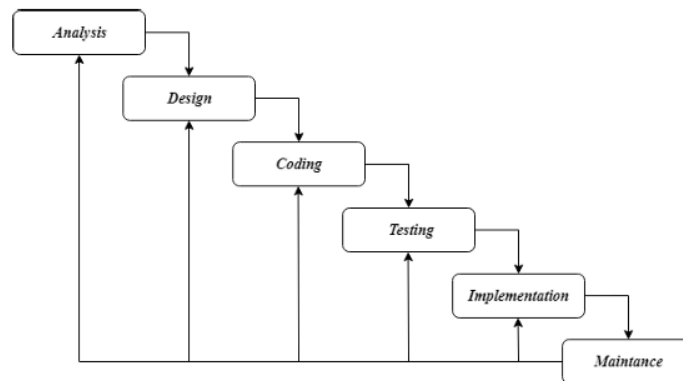 Analysis
Design
Coding
Testing
Implementation
Maintance